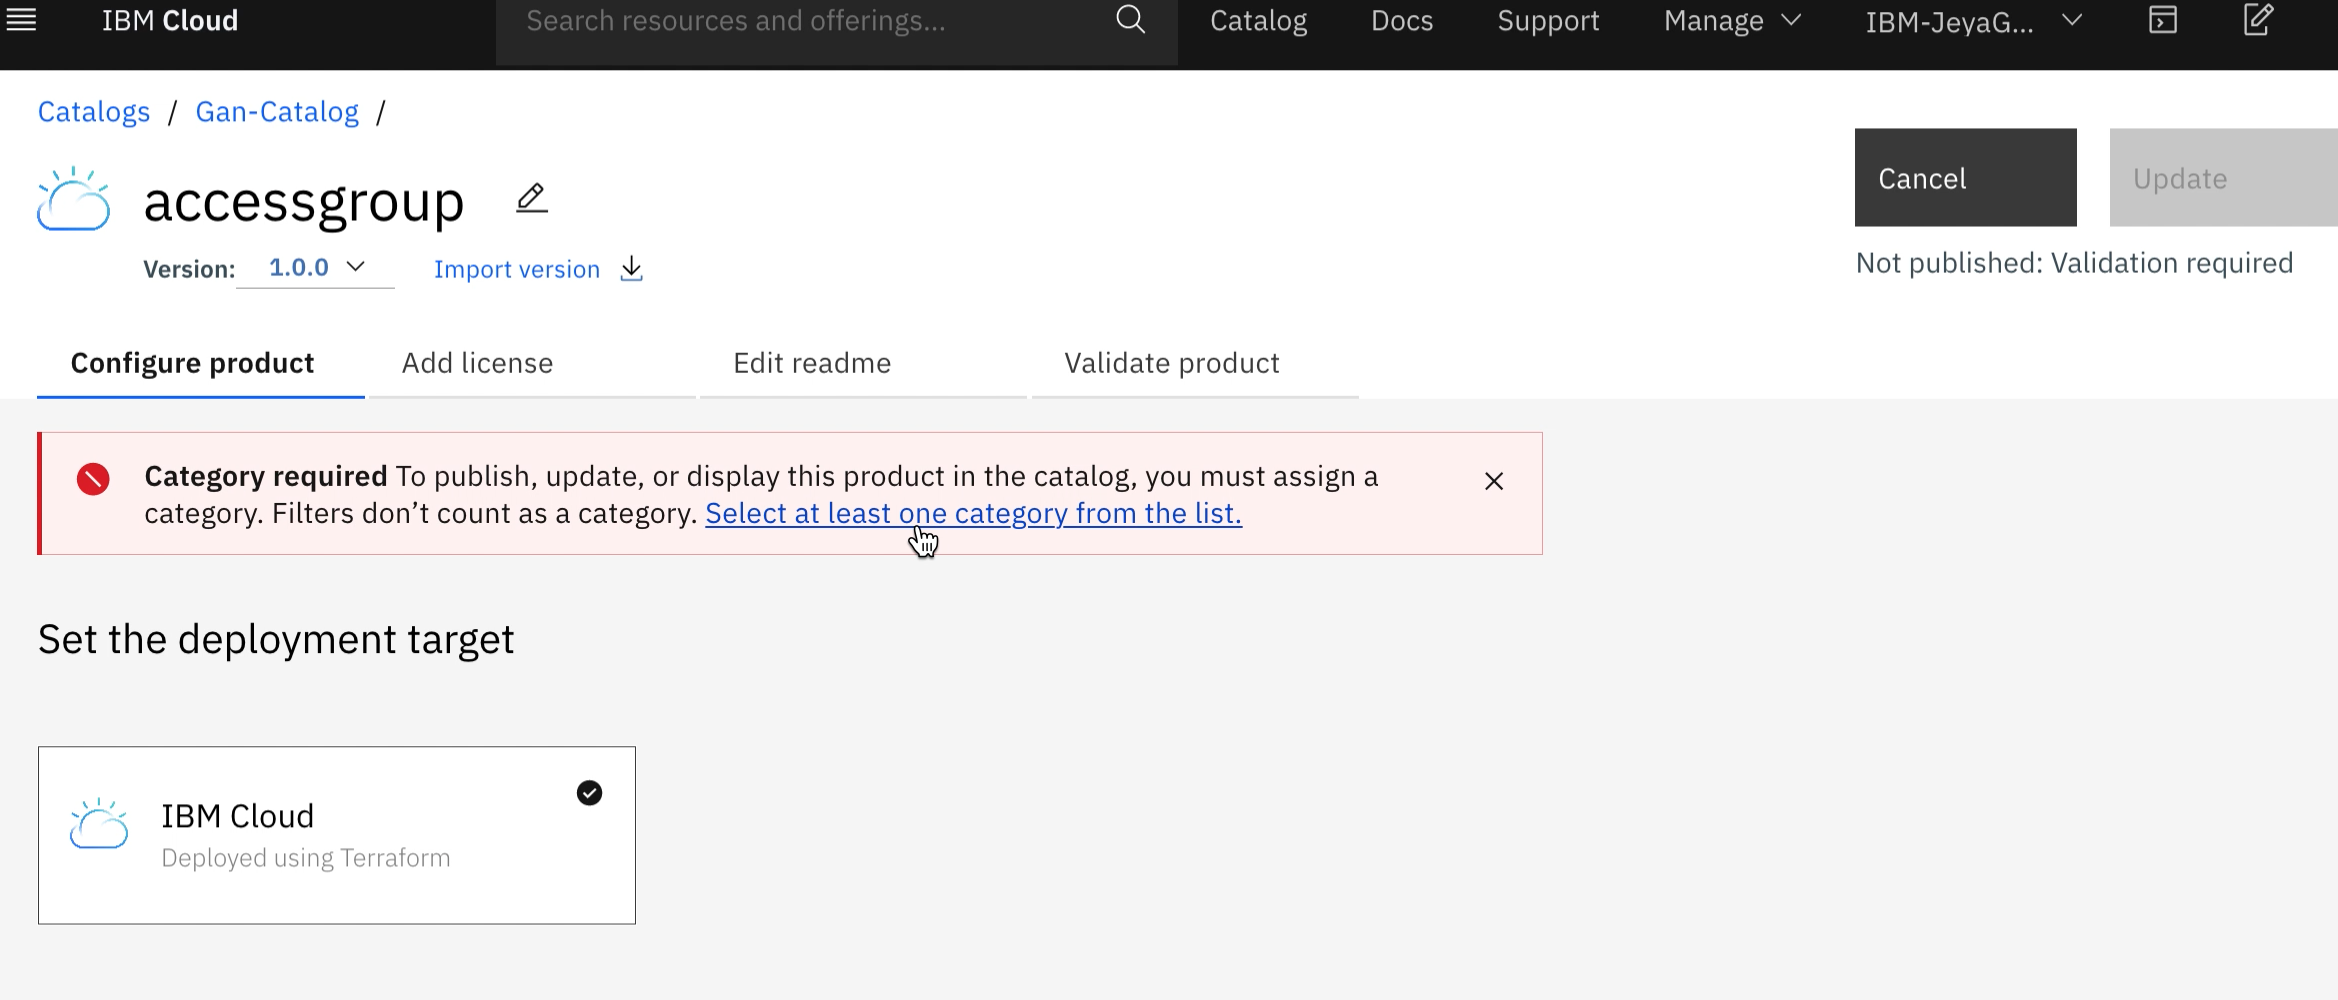 IBM Cloud
Search resources and offerings...
Catalog
Docs
Support
Manage
IBM-JeyaG...
Catalogs / Gan-Catalog /
accessgroup
Cancel
Update
Version: 1.0.0
Import version
Not published: Validation required
Configure product
Add license
Edit readme
Validate product
Category required To publish, update, or display this product in the catalog, you must assign a
category. Filters don’t count as a category. Select at least one category from the list.
Set the deployment target
IBM Cloud
Deployed using Terraform